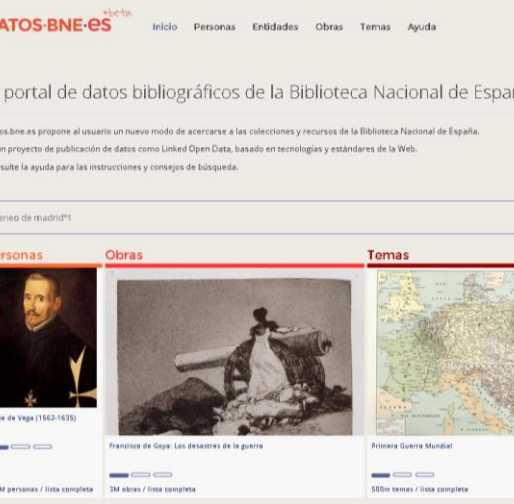 *beta
ATOS·BNE·es
Inicio Personas Entidades Obras Temas Ayuda
portal de datos bibliográficos de la Biblioteca Nacional de Espa
os.bne.es propone al usuario un nuevo modo de acercarse a las colecciones y recursos de la Biblioteca Nacional de España.
n proyecto de publicación de datos como Linked Open Data, basado en tecnologías y estándares de la Web.
sulte la ayuda para las instrucciones y consejos de búsqueda.
eneo de madrid"1
rsonas
Obras
Temas
e de Vega (1562-1635)
Francisco de Goya: Los desastres de la guerra
Primera Guerra Mundial
M personas / lista completa
3M obras / lista completa
500m temas / lista completa